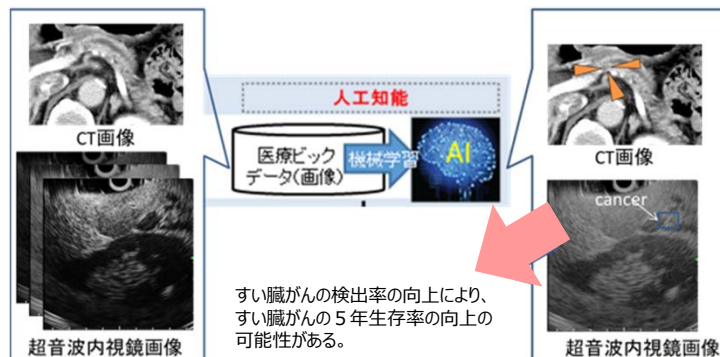 CT画像
超音波内視鏡画像
人工知能
医療ビック
データ(画像)
機械学習
AI
すい臓がんの検出率の向上により、
すい臓がんの５年生存率の向上の
可能性がある。
CT画像
cancer
超音波内視鏡画像